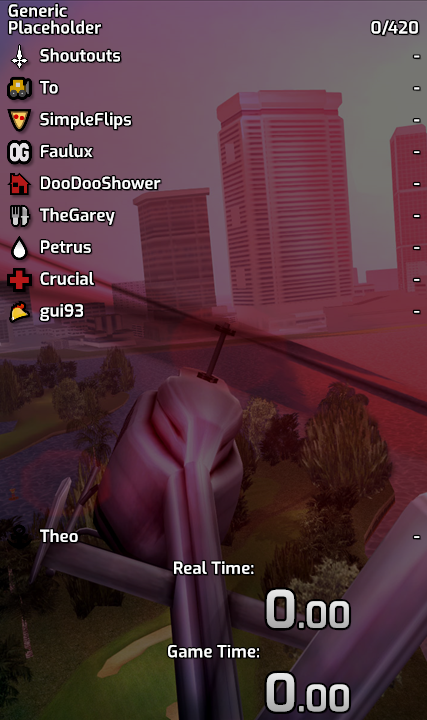 Generic
Placeholder
0/420
Shoutouts -
To -
SimpleFlips -
OG Faulux -
DooDooShower -
TheGarey -
Petrus -
Crucial -
gui93 -
Theo -
Real Time:
0.00
Game Time:
0.00